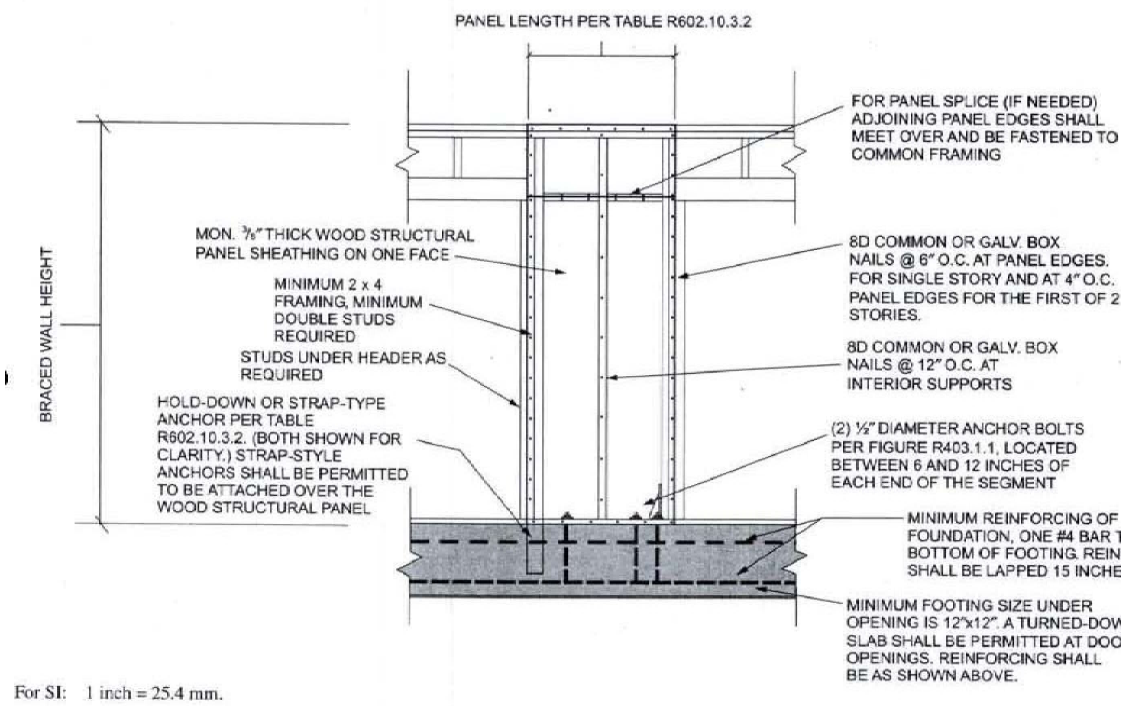 PANEL LENGTH PER TABLE R602.10.3.2
FOR PANEL SPLICE (IF NEEDED)
ADJOINING PANEL EDGES SHALL
MEET OVER AND BE FASTENED TO
COMMON FRAMING
MON. 3/8" THICK WOOD STRUCTURAL
PANEL SHEATHING ON ONE FACE
8D COMMON OR GALV. BOX
NAILS @ 6" O.C. AT PANEL EDGES.
FOR SINGLE STORY AND AT 4" O.C.
PANEL EDGES FOR THE FIRST OF 2
STORIES.
MINIMUM 2 x 4
FRAMING, MINIMUM
DOUBLE STUDS
REQUIRED
STUDS UNDER HEADER AS
REQUIRED
8D COMMON OR GALV. BOX
NAILS @ 12" O.C. AT
INTERIOR SUPPORTS
BRACED WALL HEIGHT
HOLD-DOWN OR STRAP-TYPE
ANCHOR PER TABLE
R602.10.3.2. (BOTH SHOWN FOR
CLARITY.) STRAP-STYLE
ANCHORS SHALL BE PERMITTED
TO BE ATTACHED OVER THE
WOOD STRUCTURAL PANEL
(2) ½" DIAMETER ANCHOR BOLTS
PER FIGURE R403.1.1, LOCATED
BETWEEN 6 AND 12 INCHES OF
EACH END OF THE SEGMENT
MINIMUM REINFORCING OF
FOUNDATION, ONE #4 BAR T
BOTTOM OF FOOTING. REIN
SHALL BE LAPPED 15 INCHE
MINIMUM FOOTING SIZE UNDER
OPENING IS 12"x12". A TURNED-DOW
SLAB SHALL BE PERMITTED AT DOO
OPENINGS. REINFORCING SHALL
BE AS SHOWN ABOVE.
For SI: 1 inch = 25.4 mm.